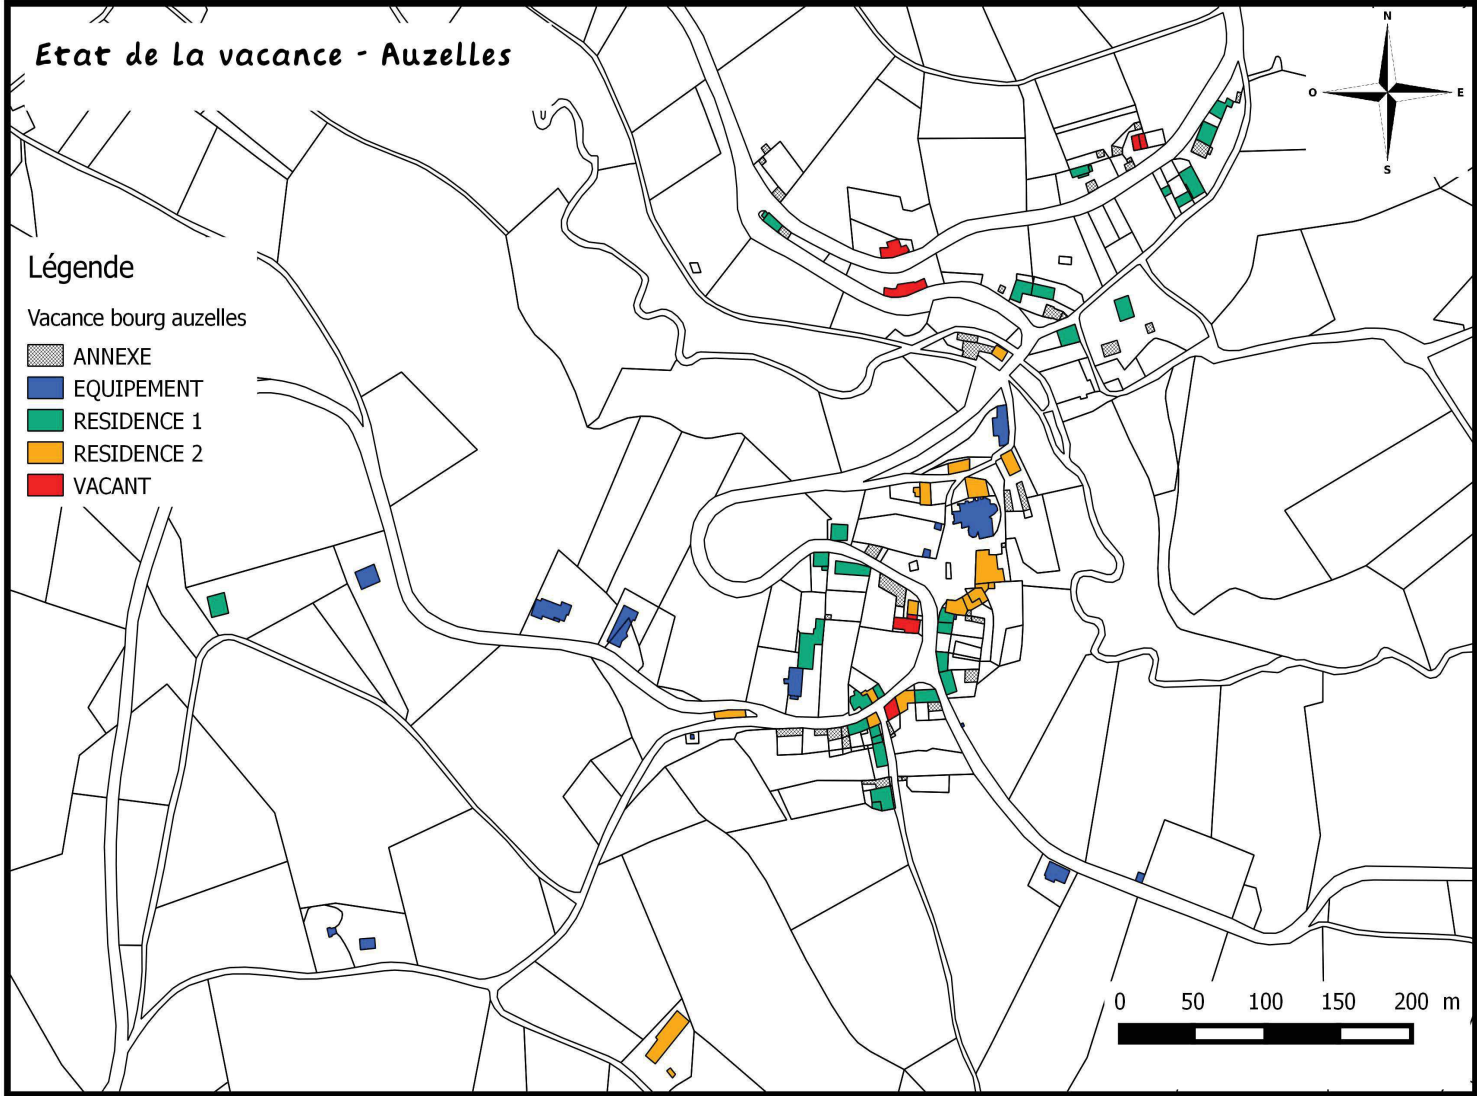 Etat de la vacance - Auzelles
N
O
E
S
Légende
Vacance bourg auzelles
ANNEXE
EQUIPEMENT
RESIDENCE 1
RESIDENCE 2
VACANT
0 50 100 150 200 m